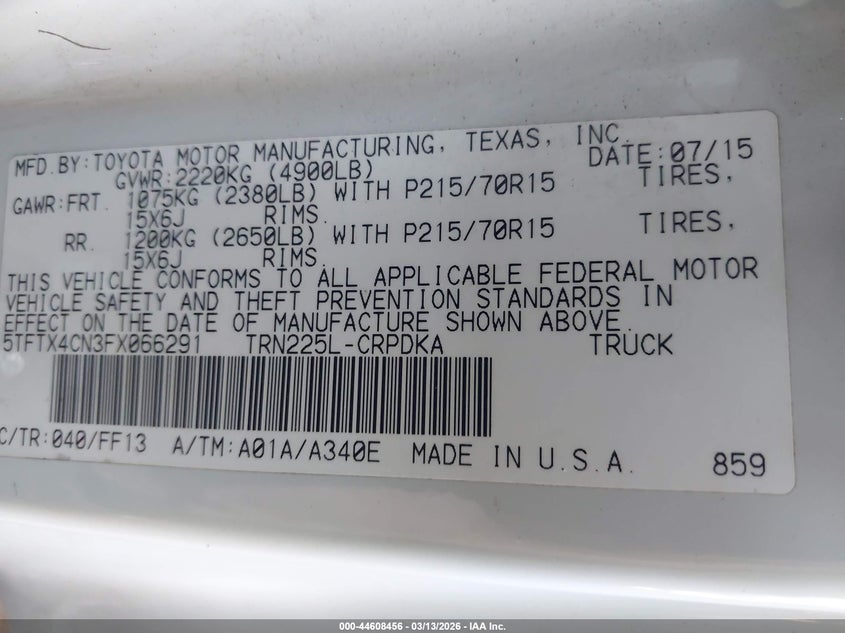 MFD.BY:TOYOTA MOTOR MANUFACTURING, TEXAS, INC.
DATE:07/15
GVWR:2220KG (4900LB)
GAWR:FRT. 1075KG (2380LB) WITH P215/70R15 TIRES,
15X6J RIMS.
RR. 1200KG (2650LB) WITH P215/70R15 TIRES,
15X6J RIMS.
THIS VEHICLE CONFORMS TO ALL APPLICABLE FEDERAL MOTOR
VEHICLE SAFETY AND THEFT PREVENTION STANDARDS IN
EFFECT ON THE DATE OF MANUFACTURE SHOWN ABOVE.
5TFTX4CN3FX066291 TRN225L-CRPDKA TRUCK
C/TR:040/FF13 A/TM:A01A/A340E MADE IN U.S.A.
859
000-44608456 - 03/13/2026 - IAA Inc.